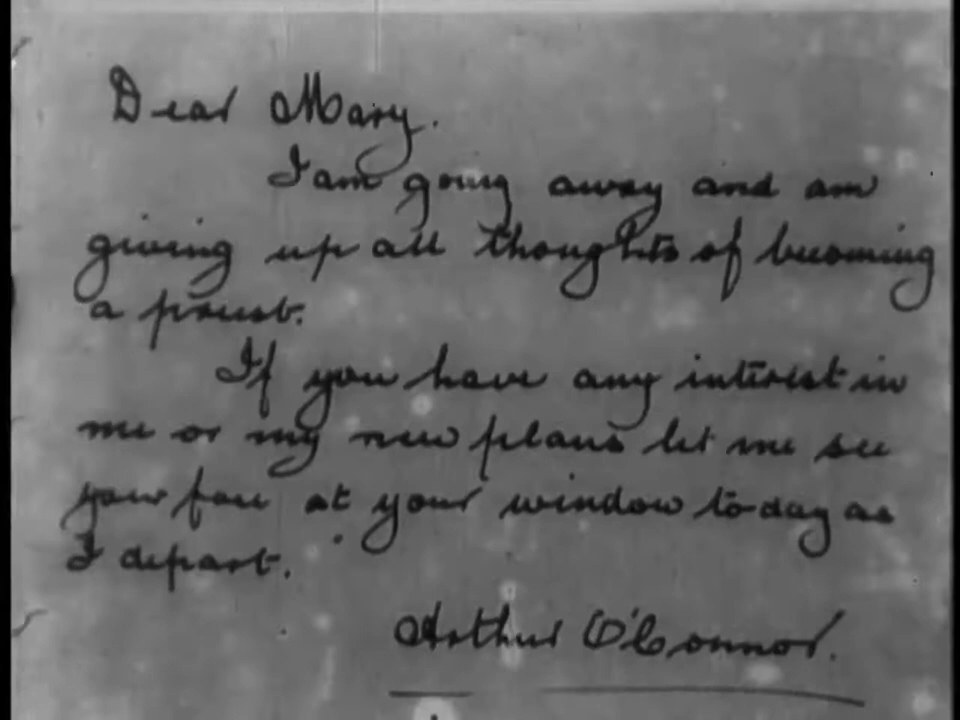 Dear Mary.
I am going away and am
giving up all thoughts of becoming
a priest.
If you have any interest in
me or my new plans let me see
your face at your window to-day as
I depart.
Arthur O'Connor.